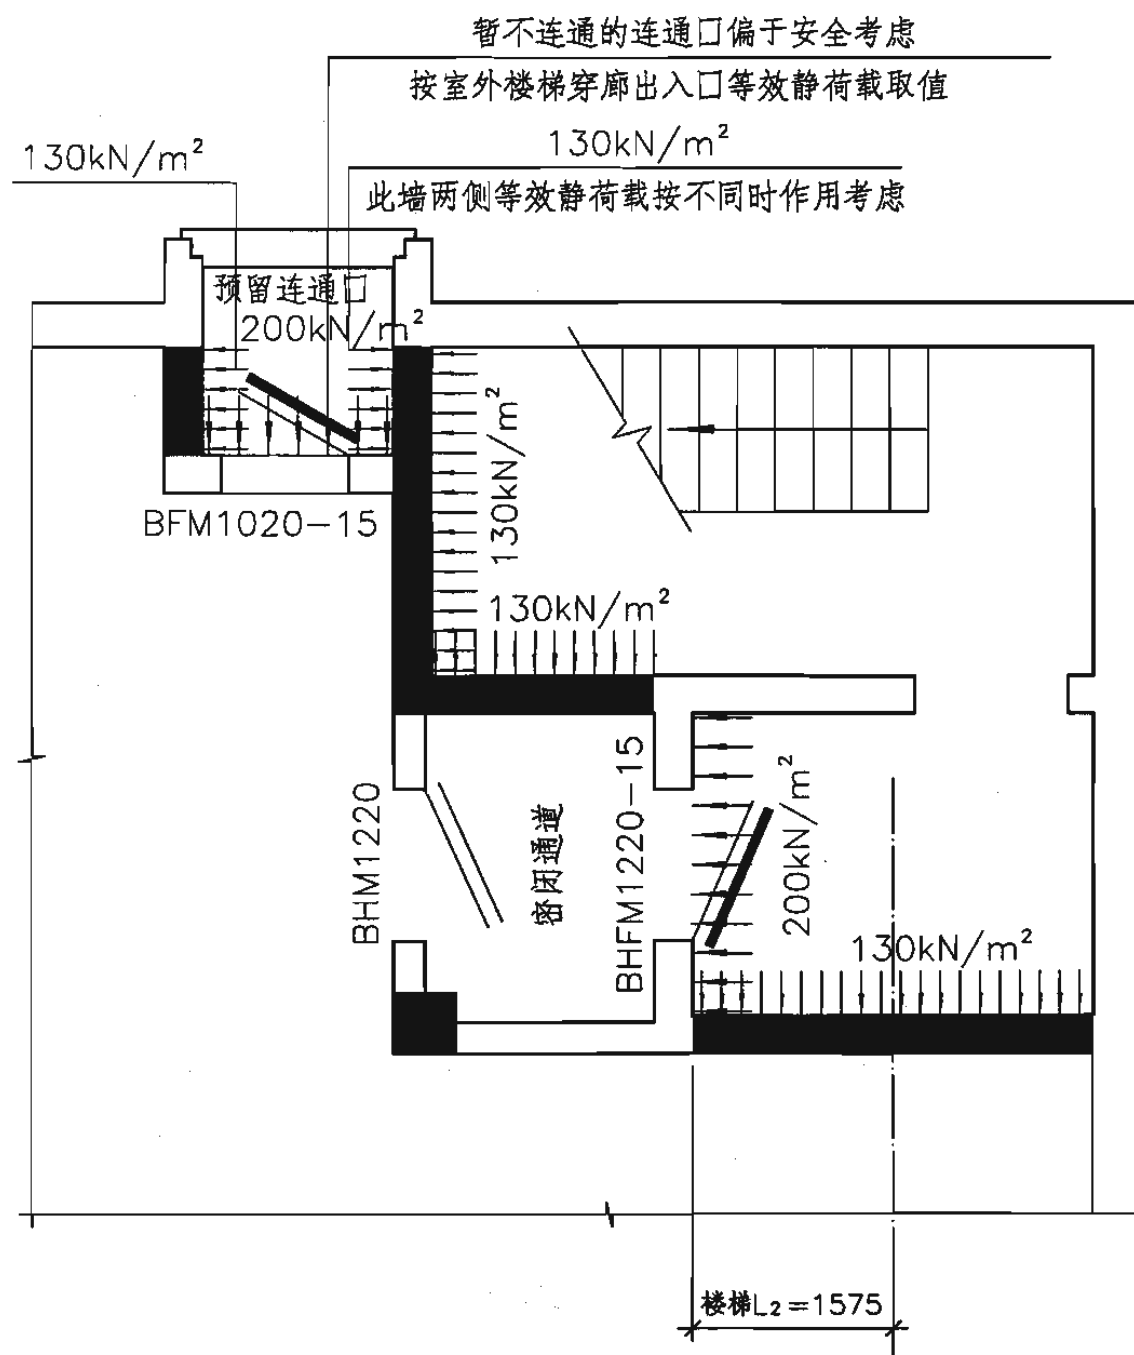 暂不连通的连通口偏于安全考虑
按室外楼梯穿廊出入口等效静荷载取值
130kN/m²
130kN/m²
此墙两侧等效静荷载按不同时作用考虑
预留连通口
200kN/m²
BFM1020-15
130kN/m²
130kN/m²
BHM1220
密闭通道
BHFM1220-15
200kN/m²
130kN/m²
楼梯L₂=1575